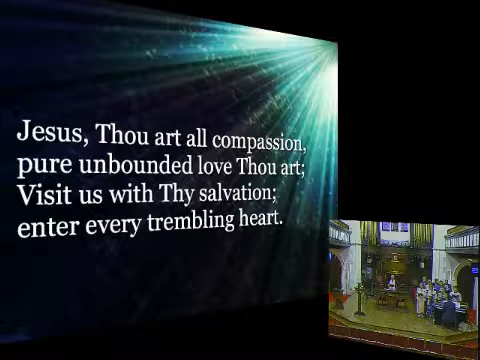 Jesus, Thou art all compassion,
pure unbounded love Thou art;
Visit us with Thy salvation;
enter every trembling heart.